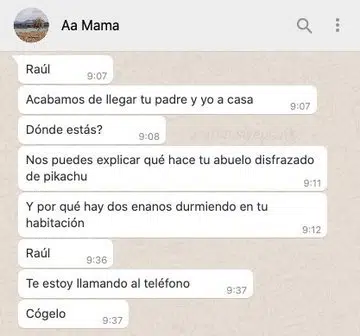 Aa Mama
Raúl
9:07
Acabamos de llegar tu padre y yo a casa
9:07
Dónde estás?
9:08
Nos puedes explicar qué hace tu abuelo disfrazado
de pikachu
9:11
Y por qué hay dos enanos durmiendo en tu
habitación
9:12
Raúl
9:36
Te estoy llamando al teléfono
9:37
Cógelo
9:37